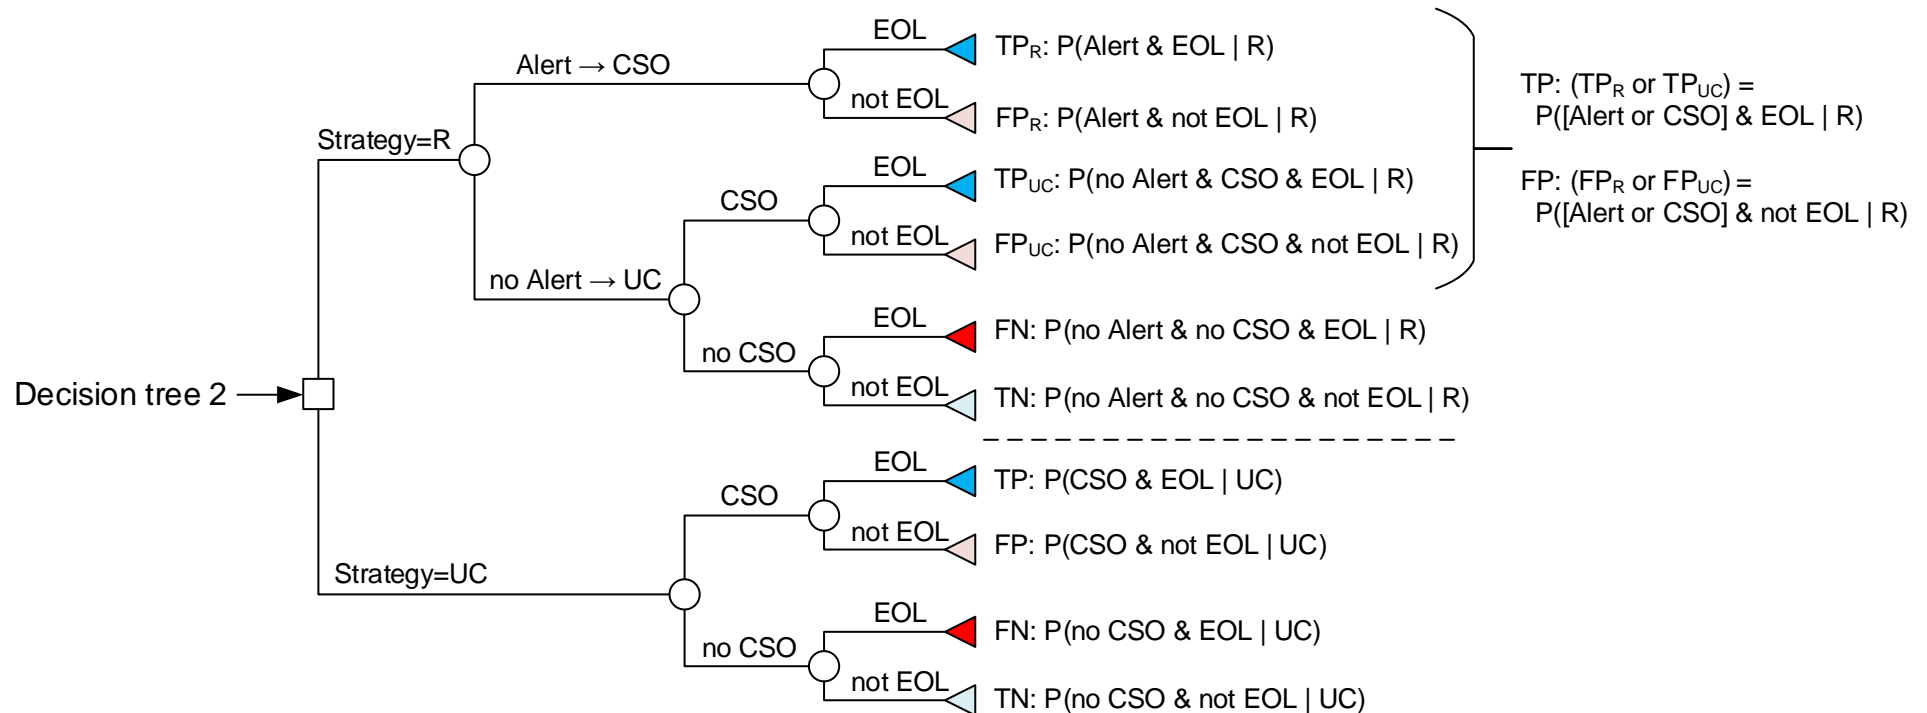 EOL
TP_R: P(Alert & EOL | R)
Alert → CSO
not EOL
FP_R: P(Alert & not EOL | R)
TP: (TP_R or TP_UC) =
P([Alert or CSO] & EOL | R)
Strategy=R
EOL
TP_UC: P(no Alert & CSO & EOL | R)
FP: (FP_R or FP_UC) =
P([Alert or CSO] & not EOL | R)
CSO
not EOL
FP_UC: P(no Alert & CSO & not EOL | R)
no Alert → UC
EOL
FN: P(no Alert & no CSO & EOL | R)
no CSO
not EOL
TN: P(no Alert & no CSO & not EOL | R)
Decision tree 2
EOL
TP: P(CSO & EOL | UC)
CSO
not EOL
FP: P(CSO & not EOL | UC)
Strategy=UC
EOL
FN: P(no CSO & EOL | UC)
no CSO
not EOL
TN: P(no CSO & not EOL | UC)